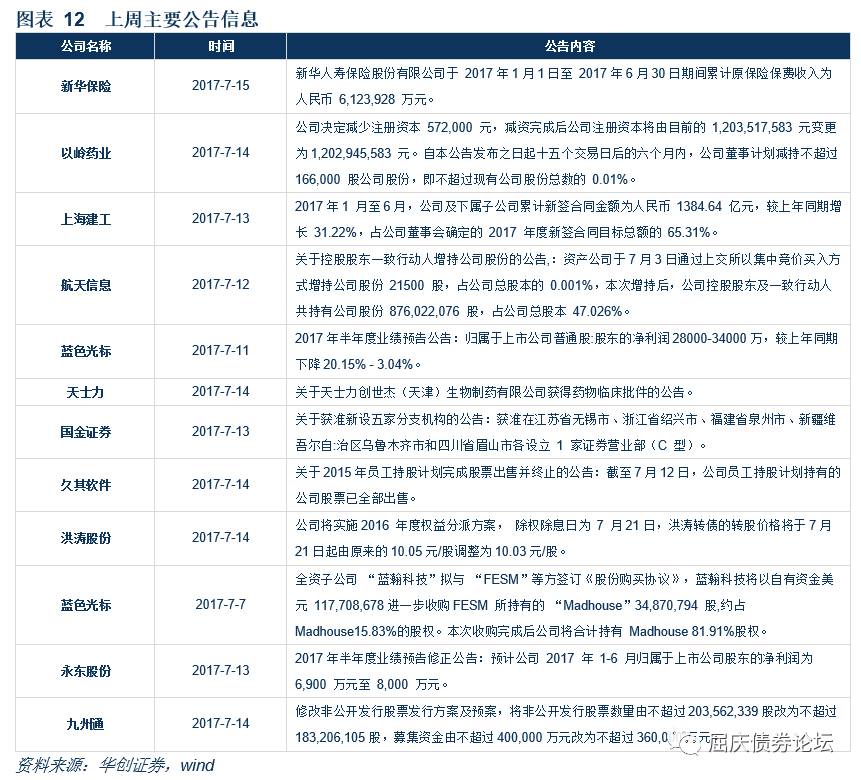 图表 12 上周主要公告信息
公司名称 时间 公告内容
新华保险 2017-7-15 新华人寿保险股份有限公司于 2017 年 1 月 1 日至 2017 年 6 月 30 日期间累计原保险保费收入为
人民币 6,123,928 万元。
以岭药业 2017-7-14 公司决定减少注册资本 572,000 元，减资完成后公司注册资本将由目前的 1,203,517,583 元变更
为 1,202,945,583 元。自本公告发布之日起十五个交易日后的六个月内，公司董事计划减持不超过
166,000 股公司股份，即不超过现有公司股份总数的 0.01%。
上海建工 2017-7-13 2017 年 1 月至 6 月，公司及下属子公司累计新签合同金额为人民币 1384.64 亿元，较上年同期增
长 31.22%，占公司董事会确定的 2017 年度新签合同目标总额的 65.31%。
航天信息 2017-7-12 关于控股股东一致行动人增持公司股份的公告,：资产公司于 7 月 3 日通过上交所以集中竞价买入方
式增持公司股份 21500 股，占公司总股本的 0.001%，本次增持后，公司控股股东及一致行动人
共持有公司股份 876,022,076 股，占公司总股本 47.026%。
蓝色光标 2017-7-11 2017 年半年度业绩预告公告：归属于上市公司普通股:股东的净利润 28000-34000 万，较上年同期
下降 20.15% - 3.04%。
天士力 2017-7-14 关于天士力创世杰（天津）生物制药有限公司获得药物临床批件的公告。
国金证券 2017-7-13 关于获准新设五家分支机构的公告：获准在江苏省无锡市、浙江省绍兴市、福建省泉州市、新疆维
吾尔自:治区乌鲁木齐市和四川省眉山市各设立 1 家证券营业部（C 型）。
久其软件 2017-7-14 关于 2015 年员工持股计划完成股票出售并终止的公告：截至 7 月 12 日，公司员工持股计划持有的
公司股票已全部出售。
洪涛股份 2017-7-14 公司将实施 2016 年度权益分派方案， 除权除息日为 7 月 21 日，洪涛转债的转股价格将于 7 月
21 日起由原来的 10.05 元/股调整为 10.03 元/股。
蓝色光标 2017-7-7 全资子公司 “蓝瀚科技”拟与 “FESM”等方签订《股份购买协议》，蓝瀚科技将以自有资金美
元 117,708,678 进一步收购 FESM 所持有的 “Madhouse”34,870,794 股,约占
Madhouse15.83%的股权。本次收购完成后公司将合计持有 Madhouse 81.91%股权。
永东股份 2017-7-13 2017 年半年度业绩预告修正公告：预计公司 2017 年 1-6 月归属于上市公司股东的净利润为
6,900 万元至 8,000 万元。
九州通 2017-7-14 修改非公开发行股票发行方案及预案，将非公开发行股票数量由不超过 203,562,339 股改为不超过
183,206,105 股，募集资金由不超过 400,000 万元改为不超过 360,0 万元
屈庆债券论坛
资料来源：华创证券，wind